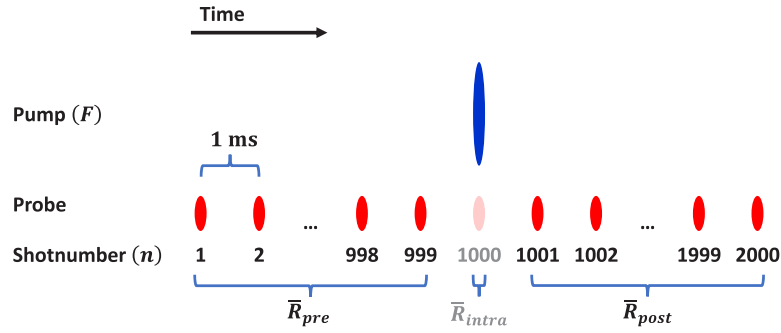 Time
Pump (F)
1 ms
Probe
... ...
Shotnumber (n) 1 2 998 999 1000 1001 1002 1999 2000
R̅pre R̅intra R̅post